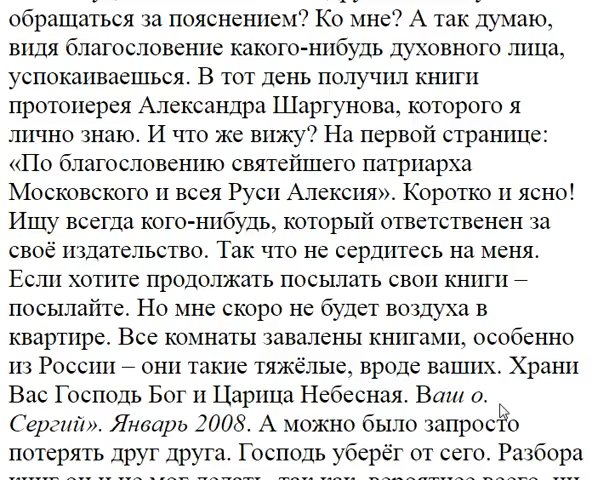 обращаться за пояснением? Ко мне? А так думаю,
видя благословение какого-нибудь духовного лица,
успокаиваешься. В тот день получил книги
протоиерея Александра Шаргунова, которого я
лично знаю. И что же вижу? На первой странице:
«По благословению святейшего патриарха
Московского и всея Руси Алексия». Коротко и ясно!
Ищу всегда кого-нибудь, который ответственен за
своё издательство. Так что не сердитесь на меня.
Если хотите продолжать посылать свои книги –
посылайте. Но мне скоро не будет воздуха в
квартире. Все комнаты завалены книгами, особенно
из России – они такие тяжёлые, вроде ваших. Храни
Вас Господь Бог и Царица Небесная. Ваш о.
Сергий». Январь 2008. А можно было запросто
потерять друг друга. Господь уберёг от сего. Разбора